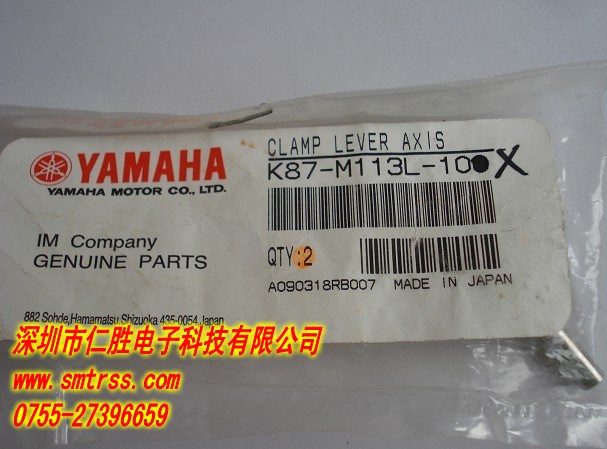 YAMAHA
YAMAHA MOTOR CO., LTD.
IM Company
GENUINE PARTS
882 Sohde,Hamamatsu Shizuoka 435-0054,Japan
CLAMP LEVER AXIS
K87-M113L-10 X
QTY:2
A090318RB007 MADE IN JAPAN
深圳市仁胜电子科技有限公司
www.smtrss.com
0755-27396659